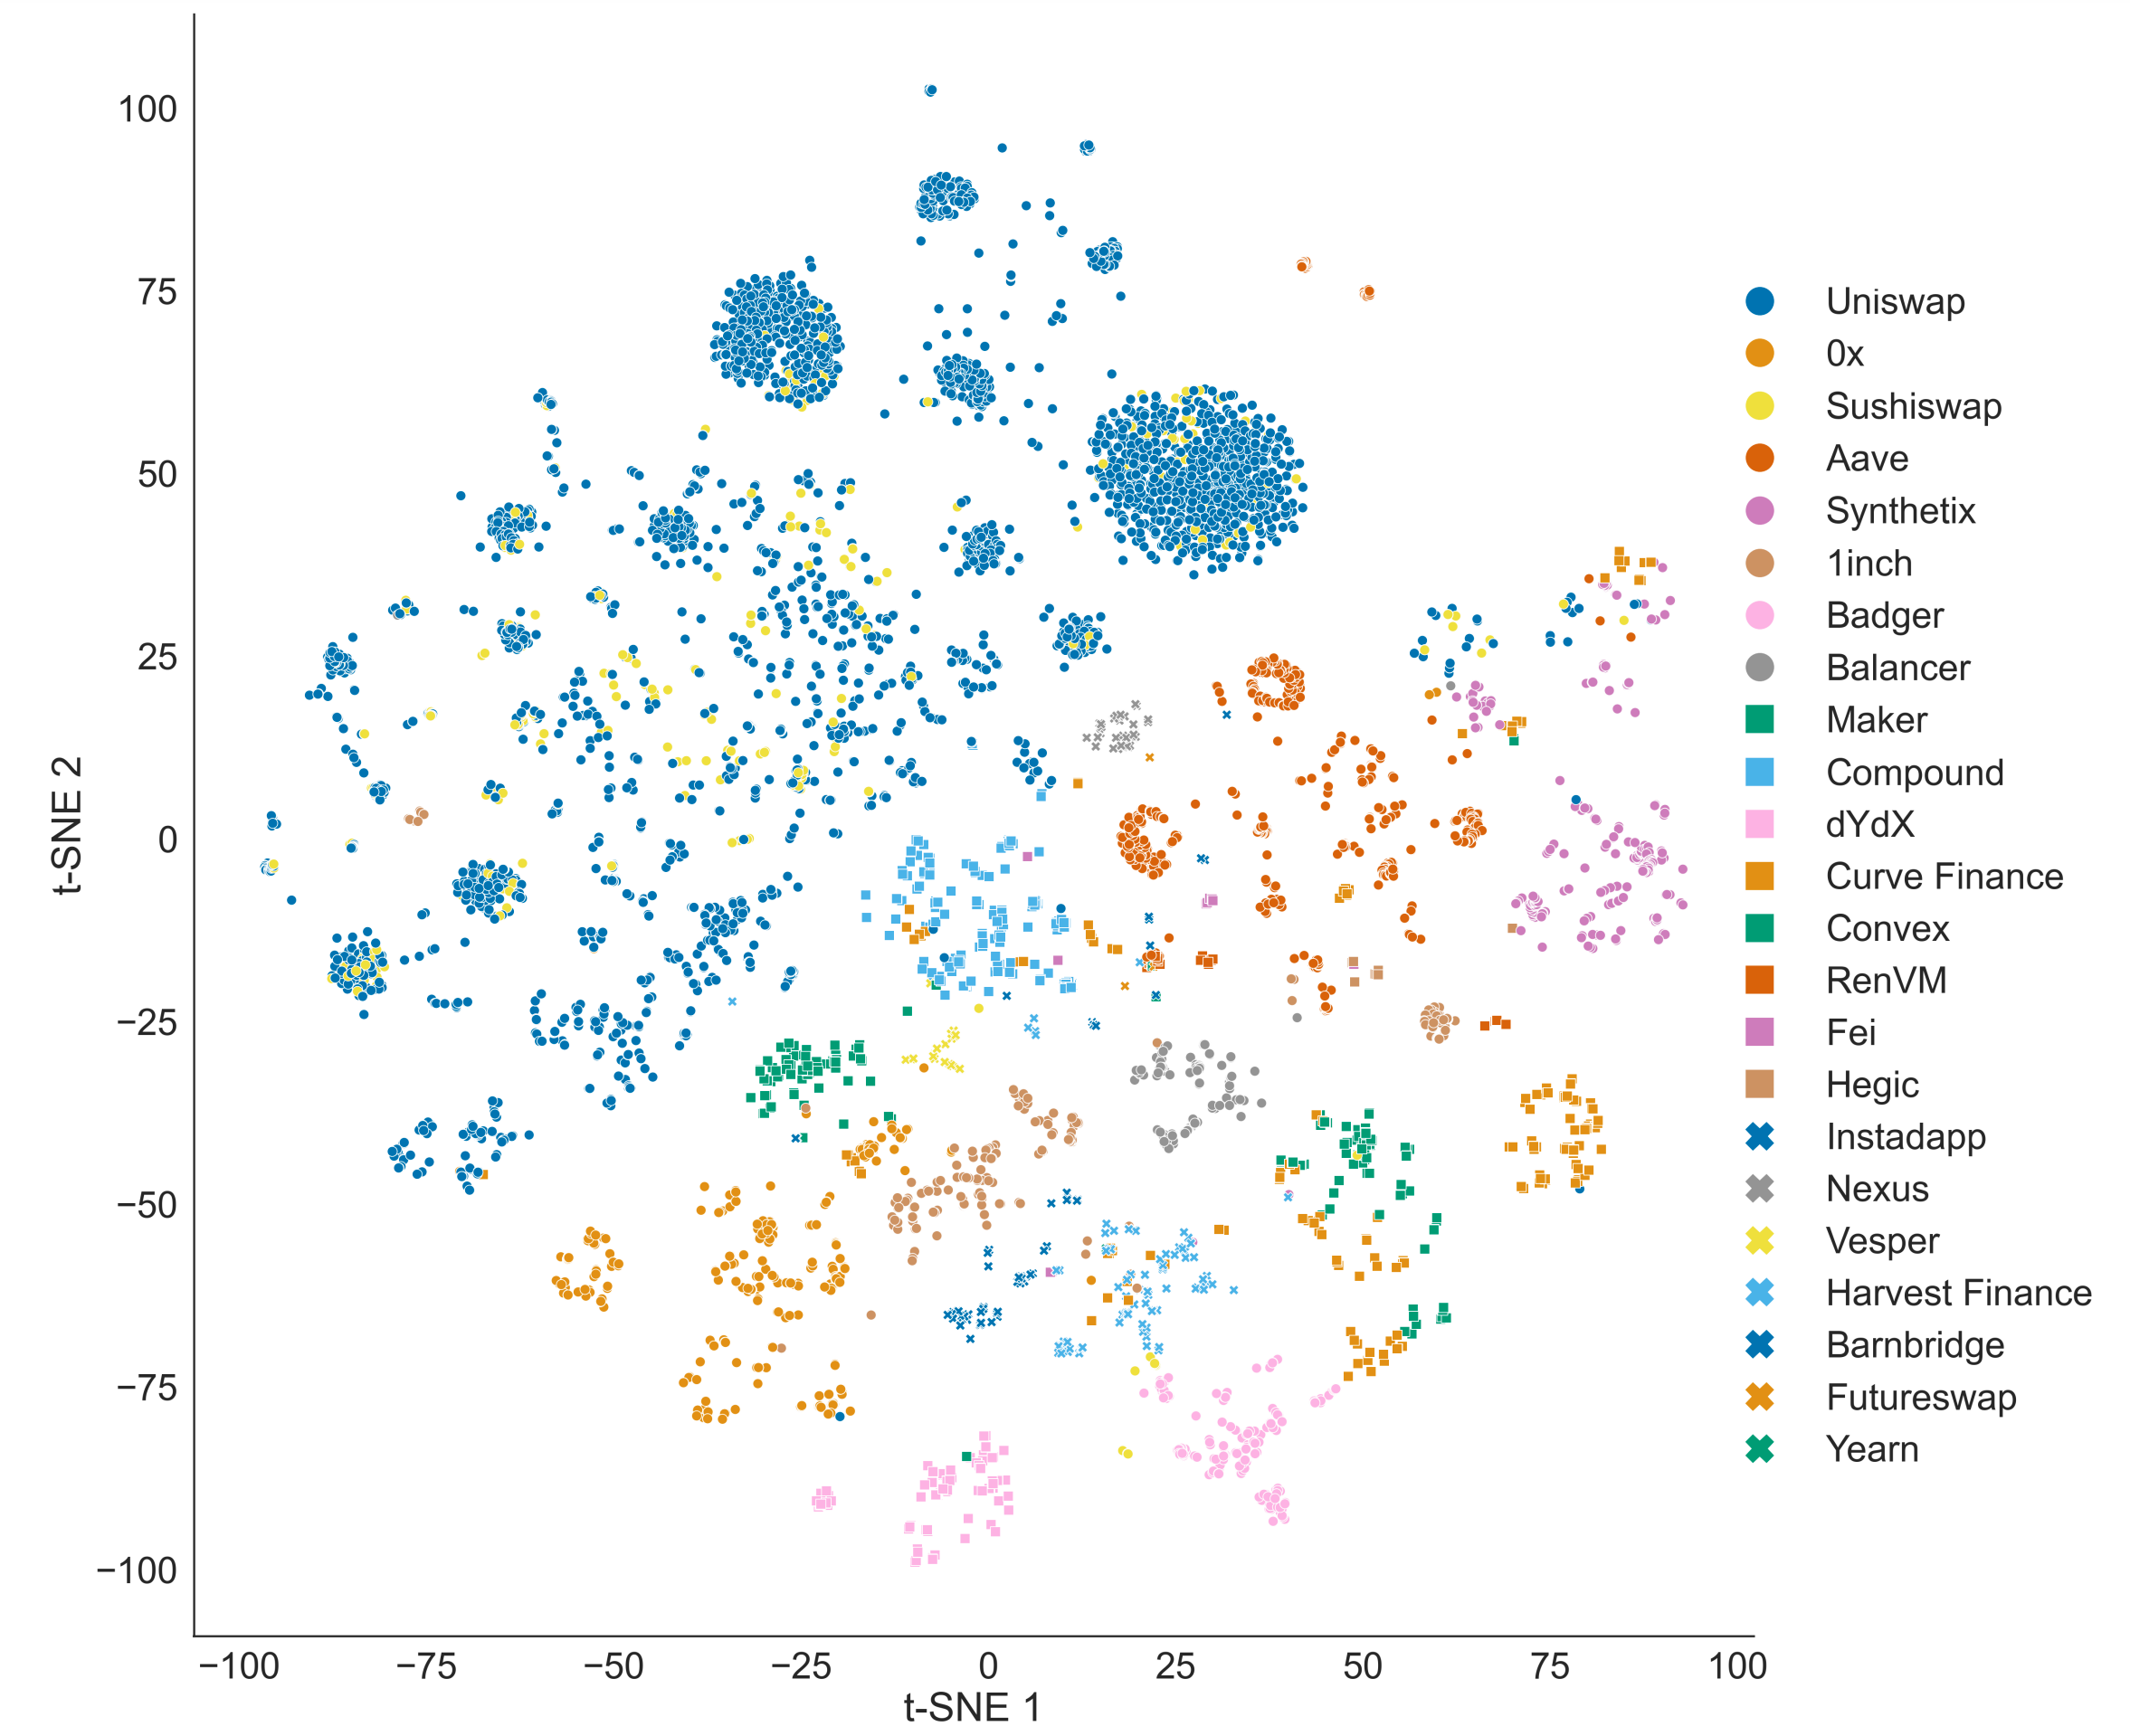 100
75
50
25
0
−25
−50
−75
−100
t-SNE 2
−100 −75 −50 −25 0 25 50 75 100
t-SNE 1
Uniswap
0x
Sushiswap
Aave
Synthetix
1inch
Badger
Balancer
Maker
Compound
dYdX
Curve Finance
Convex
RenVM
Fei
Hegic
Instadapp
Nexus
Vesper
Harvest Finance
Barnbridge
Futureswap
Yearn